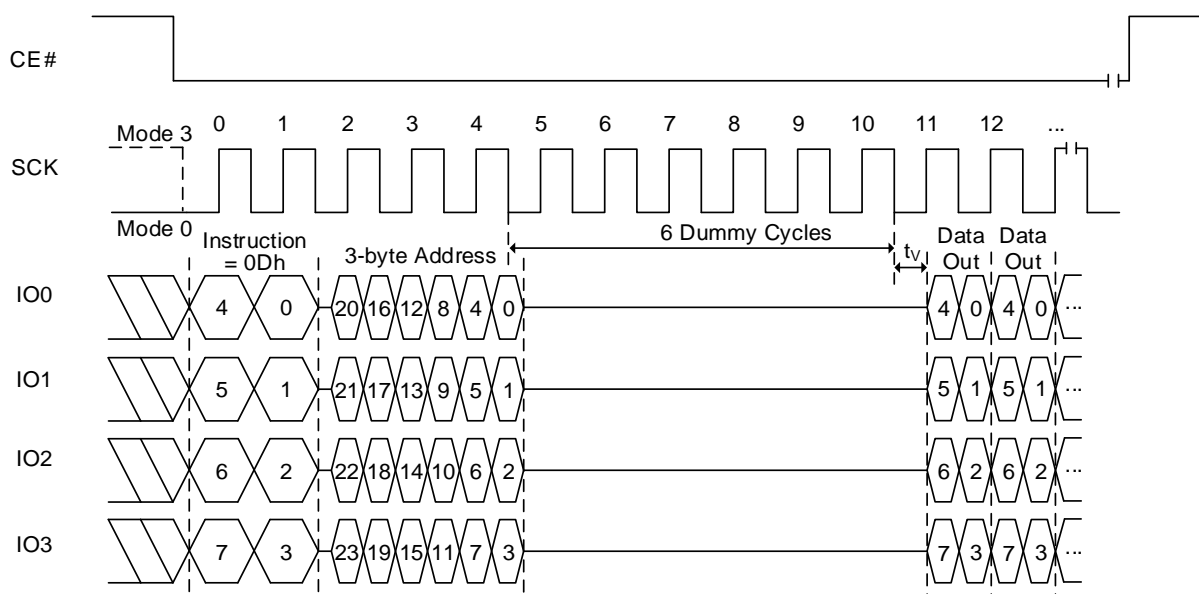 CE#
0 1 2 3 4 5 6 7 8 9 10 11 12 ...
Mode 3
SCK
Mode 0
Instruction
= 0Dh
3-byte Address
6 Dummy Cycles
tV
Data
Out
Data
Out
IO0 4 0 20 16 12 8 4 0 4 0 4 0 ...
IO1 5 1 21 17 13 9 5 1 5 1 5 1 ...
IO2 6 2 22 18 14 10 6 2 6 2 6 2 ...
IO3 7 3 23 19 15 11 7 3 7 3 7 3 ...